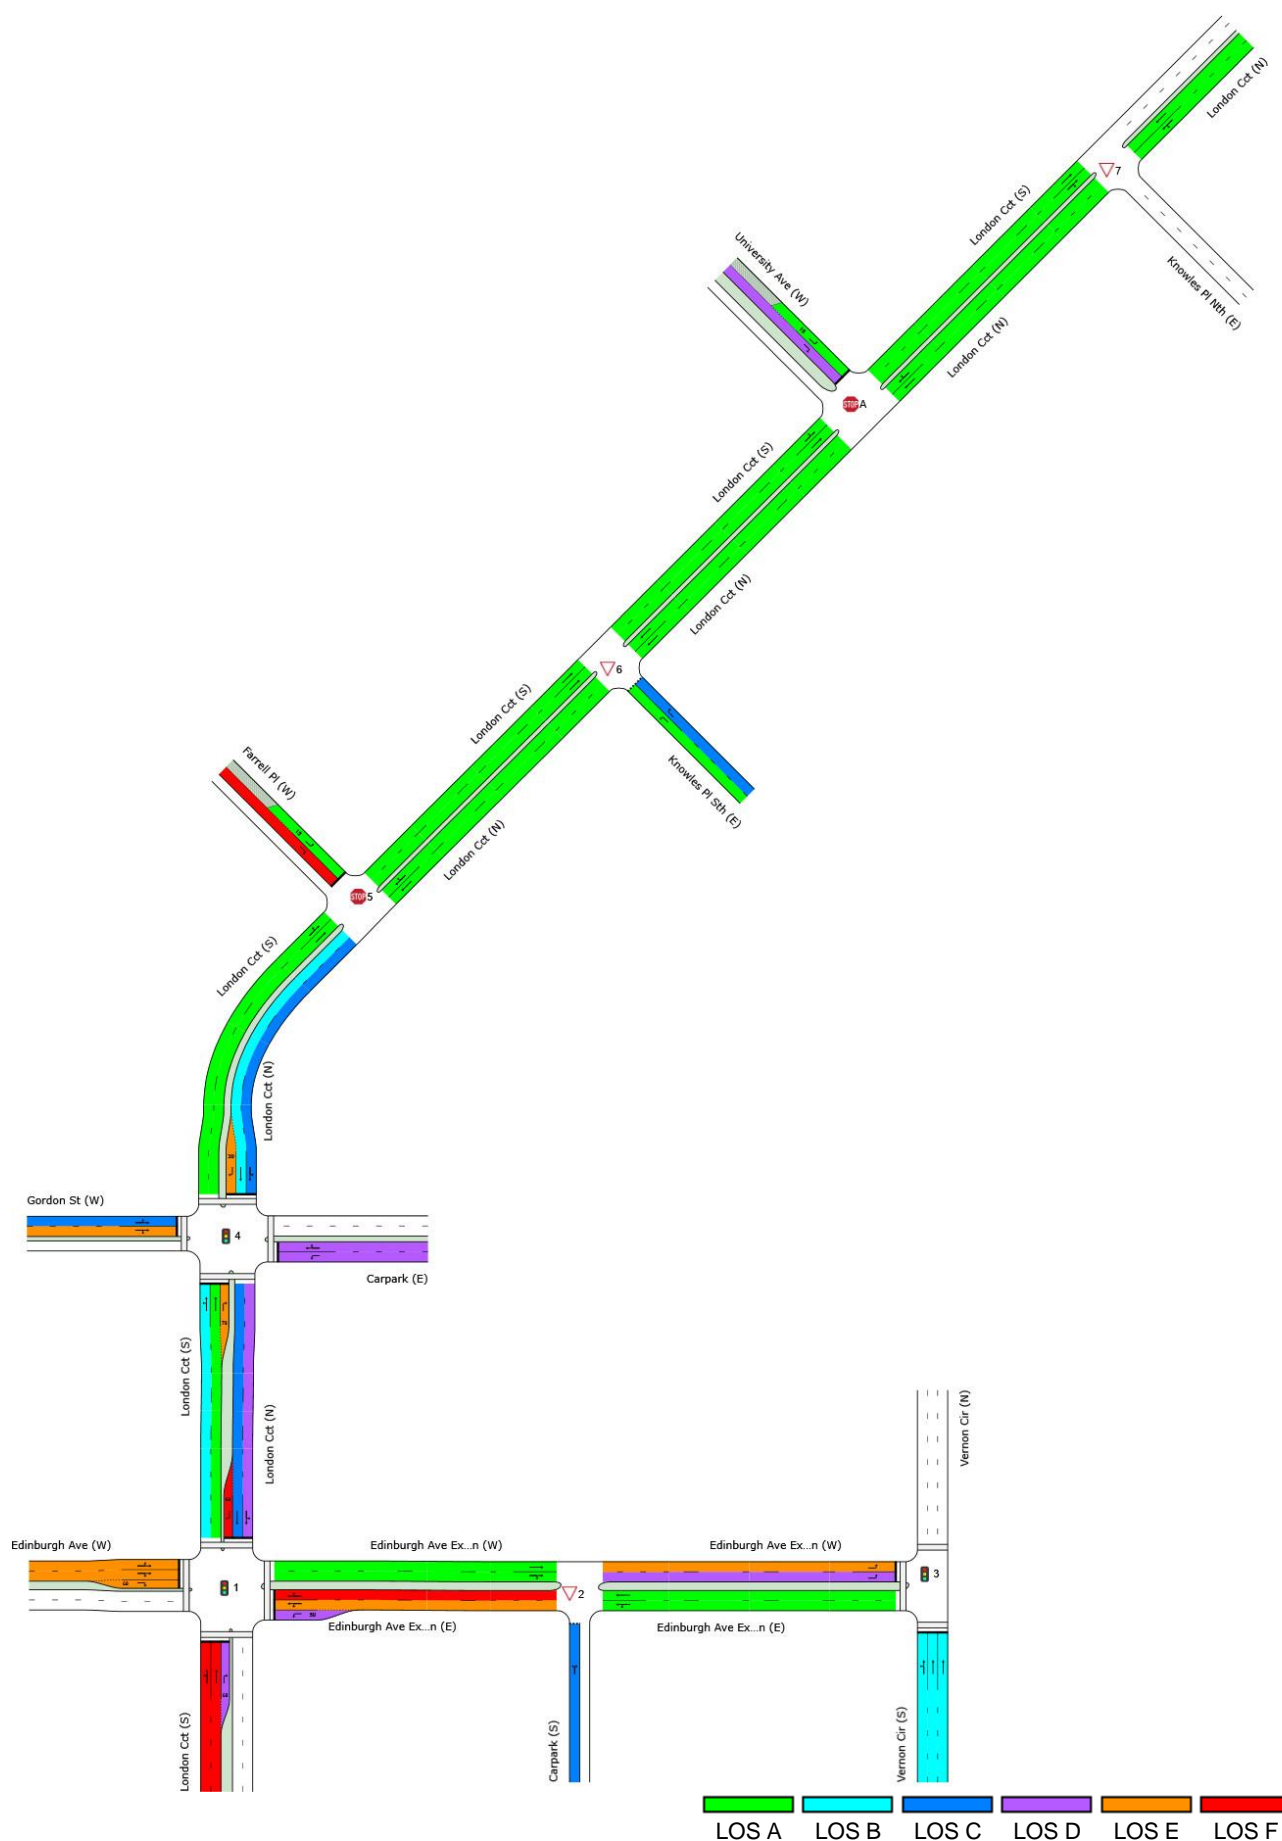 London Cct (N)
7
London Cct (S)
University Ave (W)
Knowles Pl Nth (E)
London Cct (N)
STOP A
London Cct (S)
London Cct (N)
6
London Cct (S)
Farrell Pl (W)
Knowles Pl Sth (E)
London Cct (N)
STOP 5
London Cct (S)
London Cct (N)
Gordon St (W)
4
Carpark (E)
London Cct (S)
London Cct (N)
Vernon Cir (N)
Edinburgh Ave (W)
Edinburgh Ave Ex...n (W)
Edinburgh Ave Ex...n (W)
1
2
3
Edinburgh Ave Ex...n (E)
Edinburgh Ave Ex...n (E)
London Cct (S)
Carpark (S)
Vernon Cir (S)
LOS A LOS B LOS C LOS D LOS E LOS F